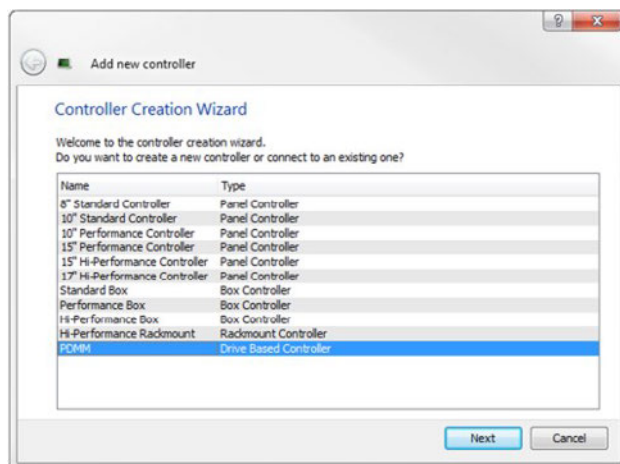 Add new controller
Controller Creation Wizard
Welcome to the controller creation wizard.
Do you want to create a new controller or connect to an existing one?
Name Type
8" Standard Controller Panel Controller
10" Standard Controller Panel Controller
10" Performance Controller Panel Controller
15" Performance Controller Panel Controller
15" Hi-Performance Controller Panel Controller
17" Hi-Performance Controller Panel Controller
Standard Box Box Controller
Performance Box Box Controller
Hi-Performance Box Box Controller
Hi-Performance Rackmount Rackmount Controller
PDMM Drive Based Controller
Next Cancel